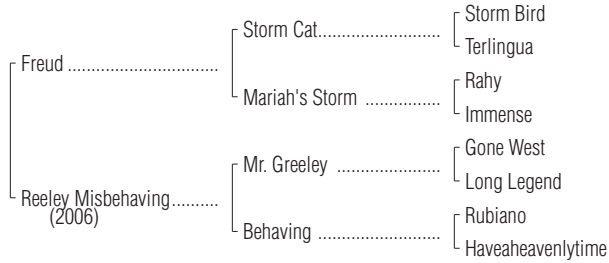 Storm Bird
Storm Cat....................
Terlingua
Freud ................................
Rahy
Mariah's Storm ................
Immense
Gone West
Mr. Greeley ......................
Long Legend
Reeley Misbehaving..........
(2006)
Rubiano
Behaving ..........................
Haveaheavenlytime